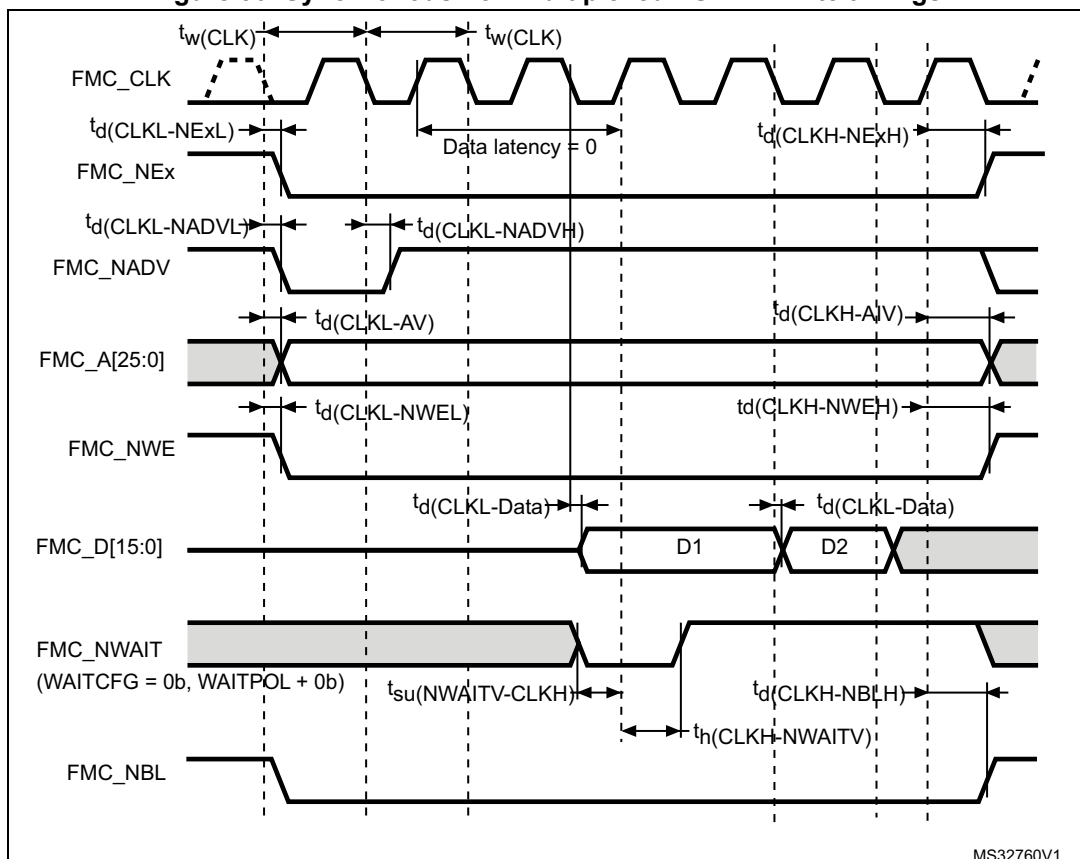 tw(CLK) tw(CLK)
FMC_CLK
td(CLKL-NExL) Data latency = 0 td(CLKH-NExH)
FMC_NEx
td(CLKL-NADVL) td(CLKL-NADVH)
FMC_NADV
td(CLKL-AV) td(CLKH-AIV)
FMC_A[25:0]
td(CLKL-NWEL) td(CLKH-NWEH)
FMC_NWE
td(CLKL-Data) td(CLKL-Data)
FMC_D[15:0] D1 D2
FMC_NWAIT
(WAITCFG = 0b, WAITPOL + 0b)
tsu(NWAITV-CLKH) td(CLKH-NBLH)
th(CLKH-NWAITV)
FMC_NBL
MS32760V1